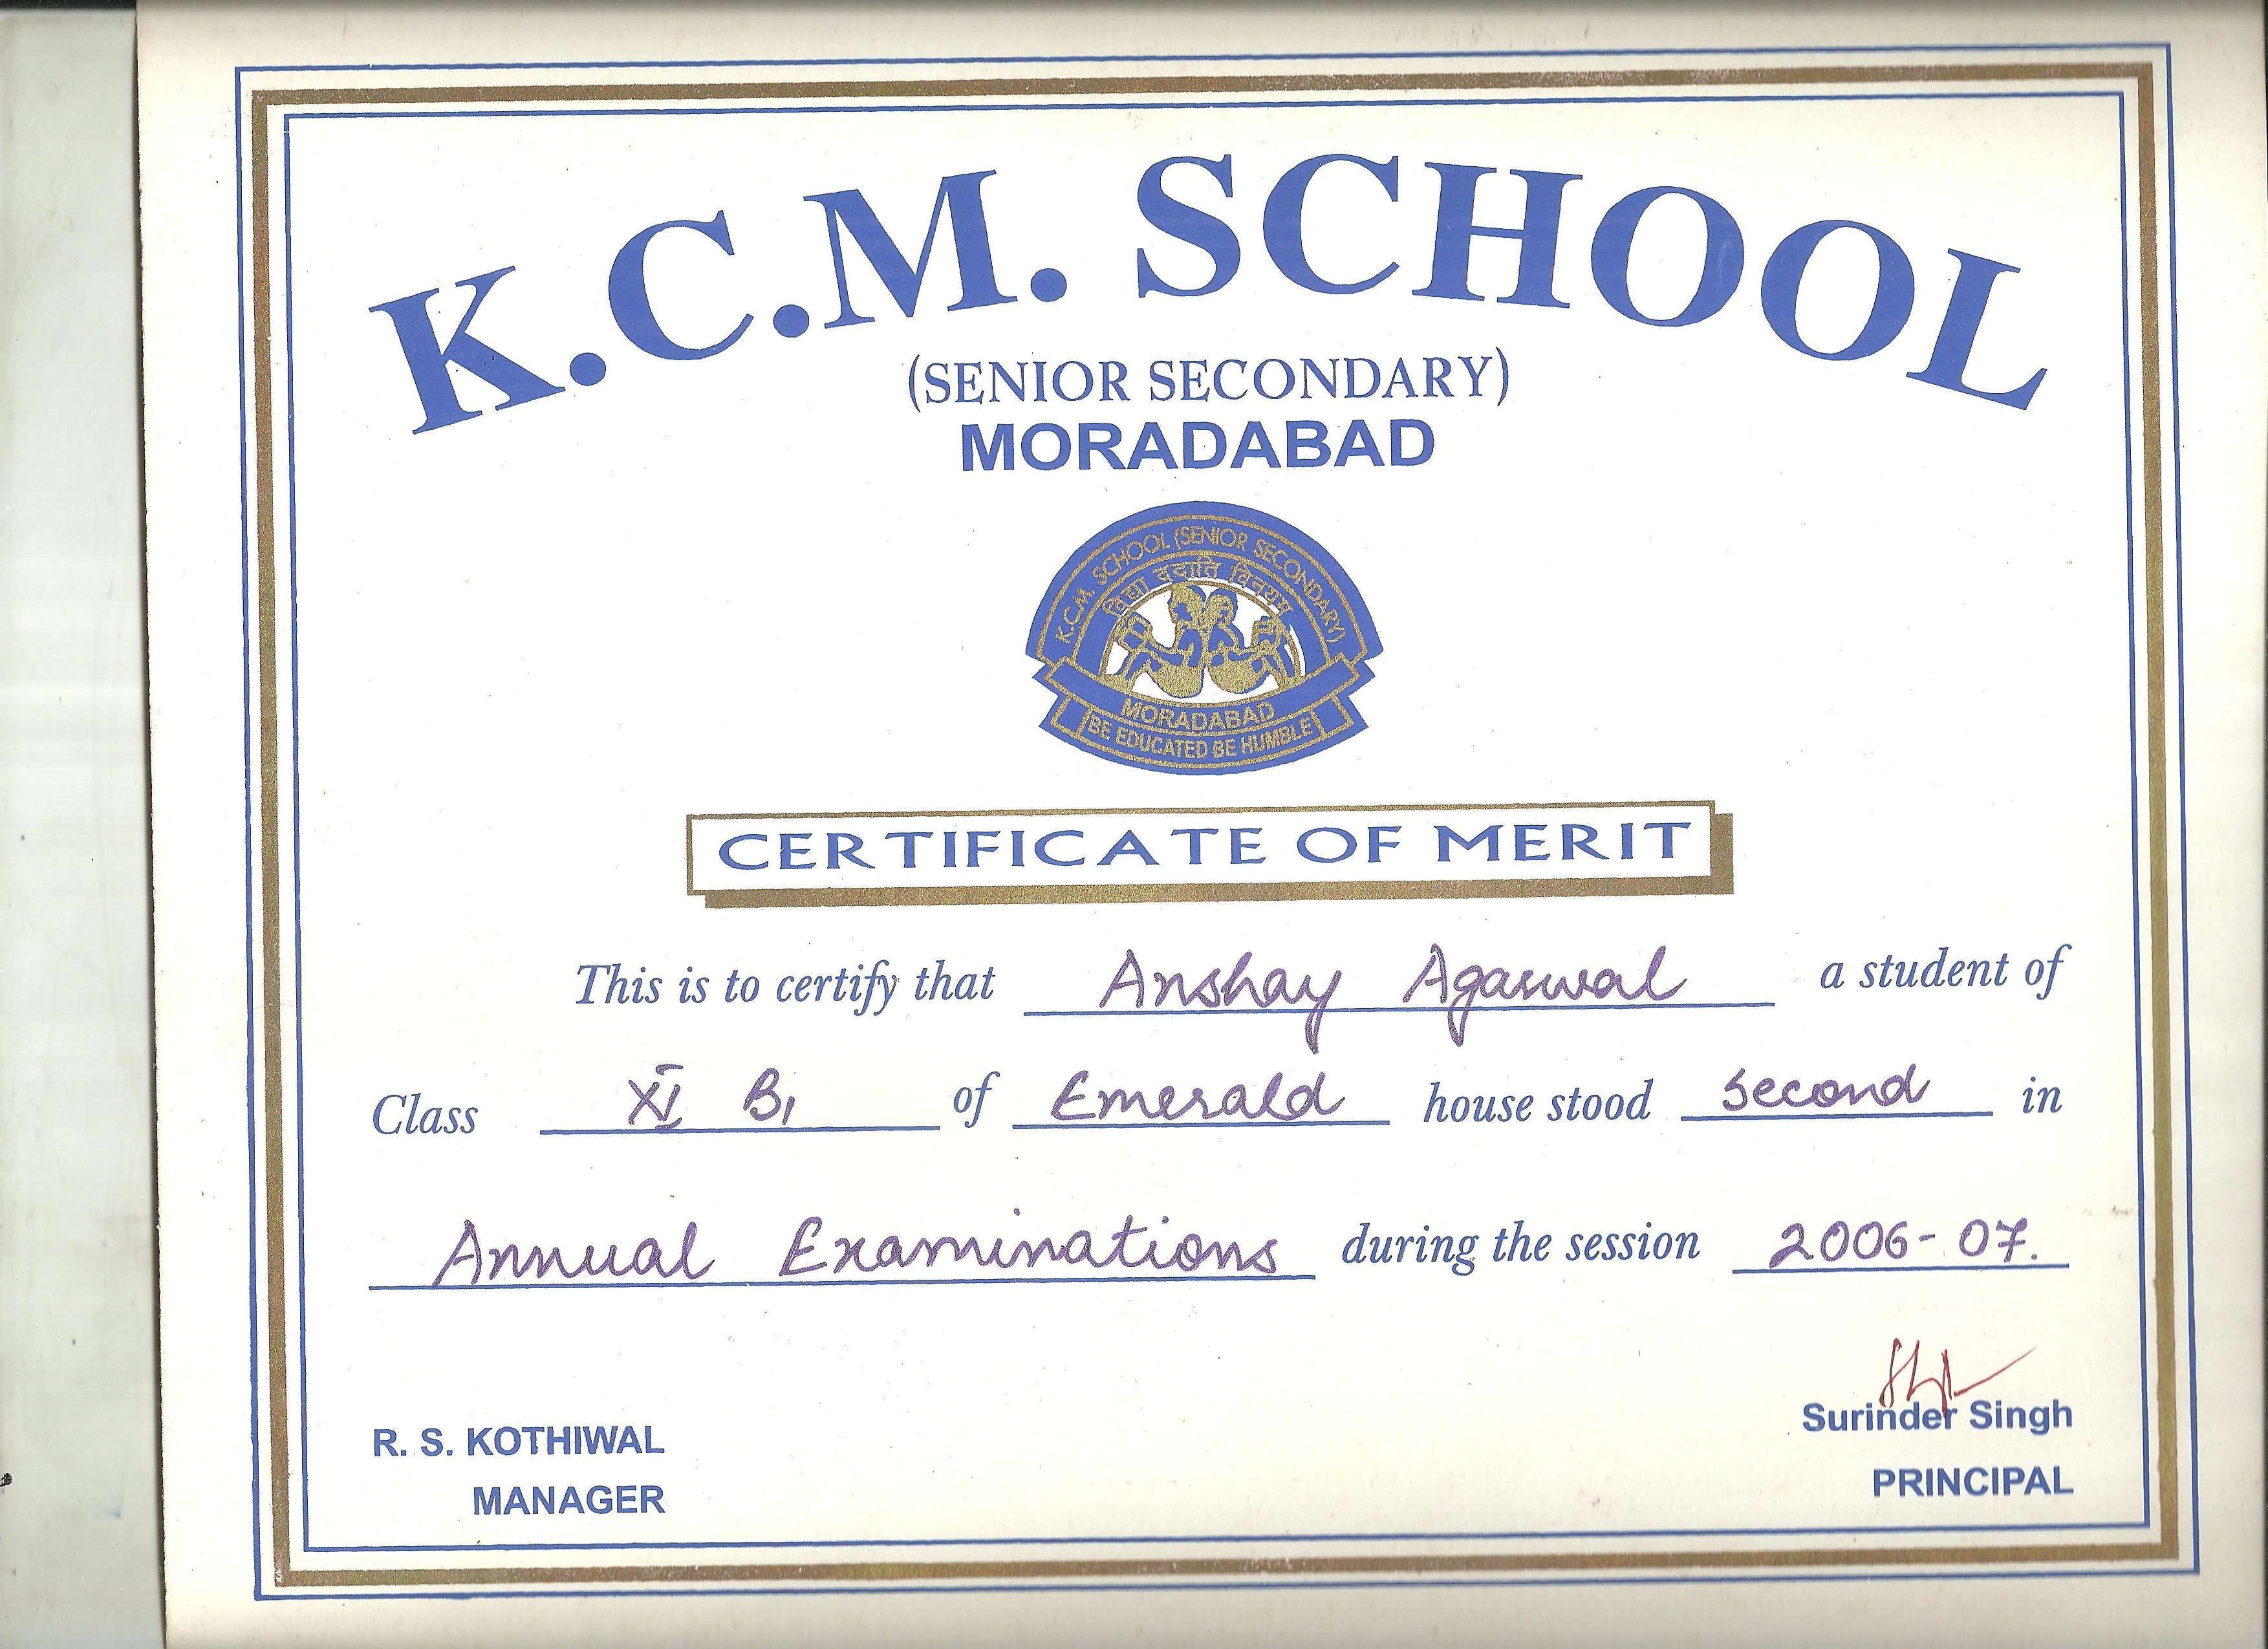 K.C.M. SCHOOL
(SENIOR SECONDARY)
MORADABAD
K.C.M. SCHOOL (SENIOR SECONDARY)
विद्या ददाति विनयम
MORADABAD
BE EDUCATED BE HUMBLE
CERTIFICATE OF MERIT
This is to certify that Anshay Agarwal a student of
Class XI B1 of Emerald house stood second in
Annual Examinations during the session 2006-07.
R. S. KOTHIWAL
MANAGER
Surinder Singh
PRINCIPAL